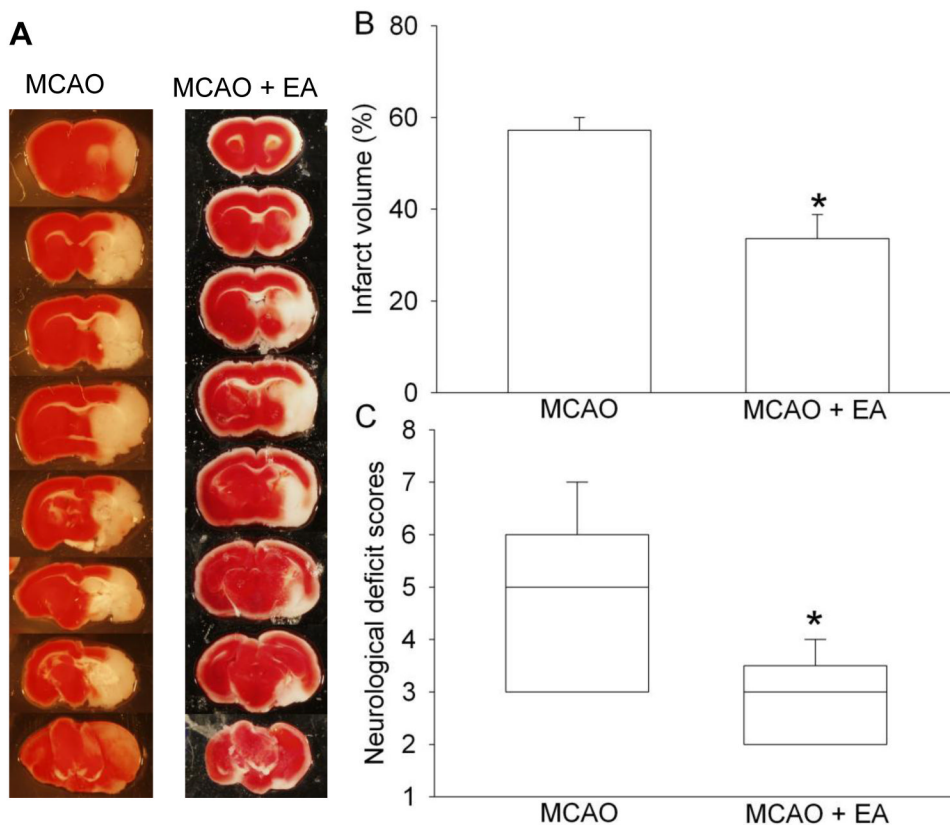 A
MCAO
MCAO + EA
B
80
60
40
20
0
Infarct volume (%)
*
MCAO
MCAO + EA
C
8
7
6
5
4
3
2
1
Neurological deficit scores
*
MCAO
MCAO + EA